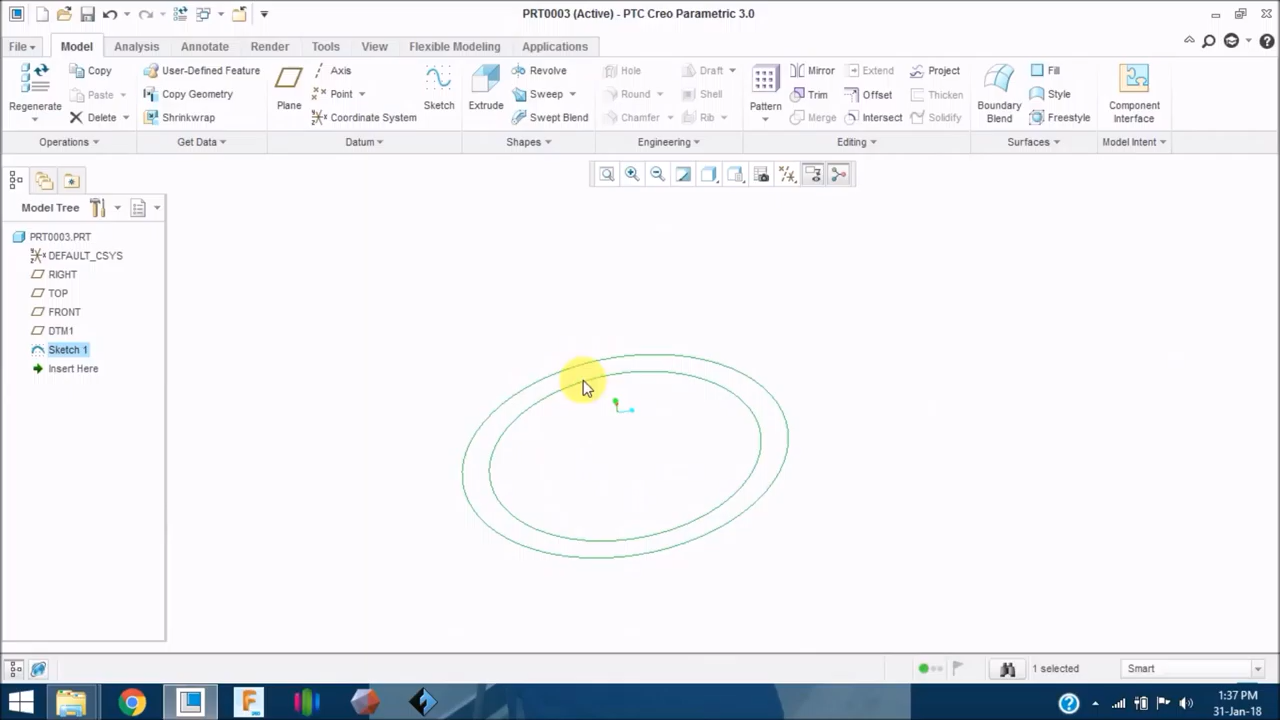 PRT0003 (Active) - PTC Creo Parametric 3.0
File Model Analysis Annotate Render Tools View Flexible Modeling Applications
Regenerate
Copy
Paste
Delete
User-Defined Feature
Copy Geometry
Shrinkwrap
Plane
Axis
Point
Coordinate System
Sketch
Extrude
Revolve
Sweep
Swept Blend
Hole
Round
Chamfer
Draft
Shell
Rib
Pattern
Mirror
Trim
Merge
Extend
Offset
Intersect
Project
Thicken
Solidify
Boundary
Blend
Fill
Style
Freestyle
Component
Interface
Operations Get Data Datum Shapes Engineering Editing Surfaces Model Intent
Model Tree
PRT0003.PRT
DEFAULT_CSYS
RIGHT
TOP
FRONT
DTM1
Sketch 1
Insert Here
1 selected
Smart
1:37 PM
31-Jan-18